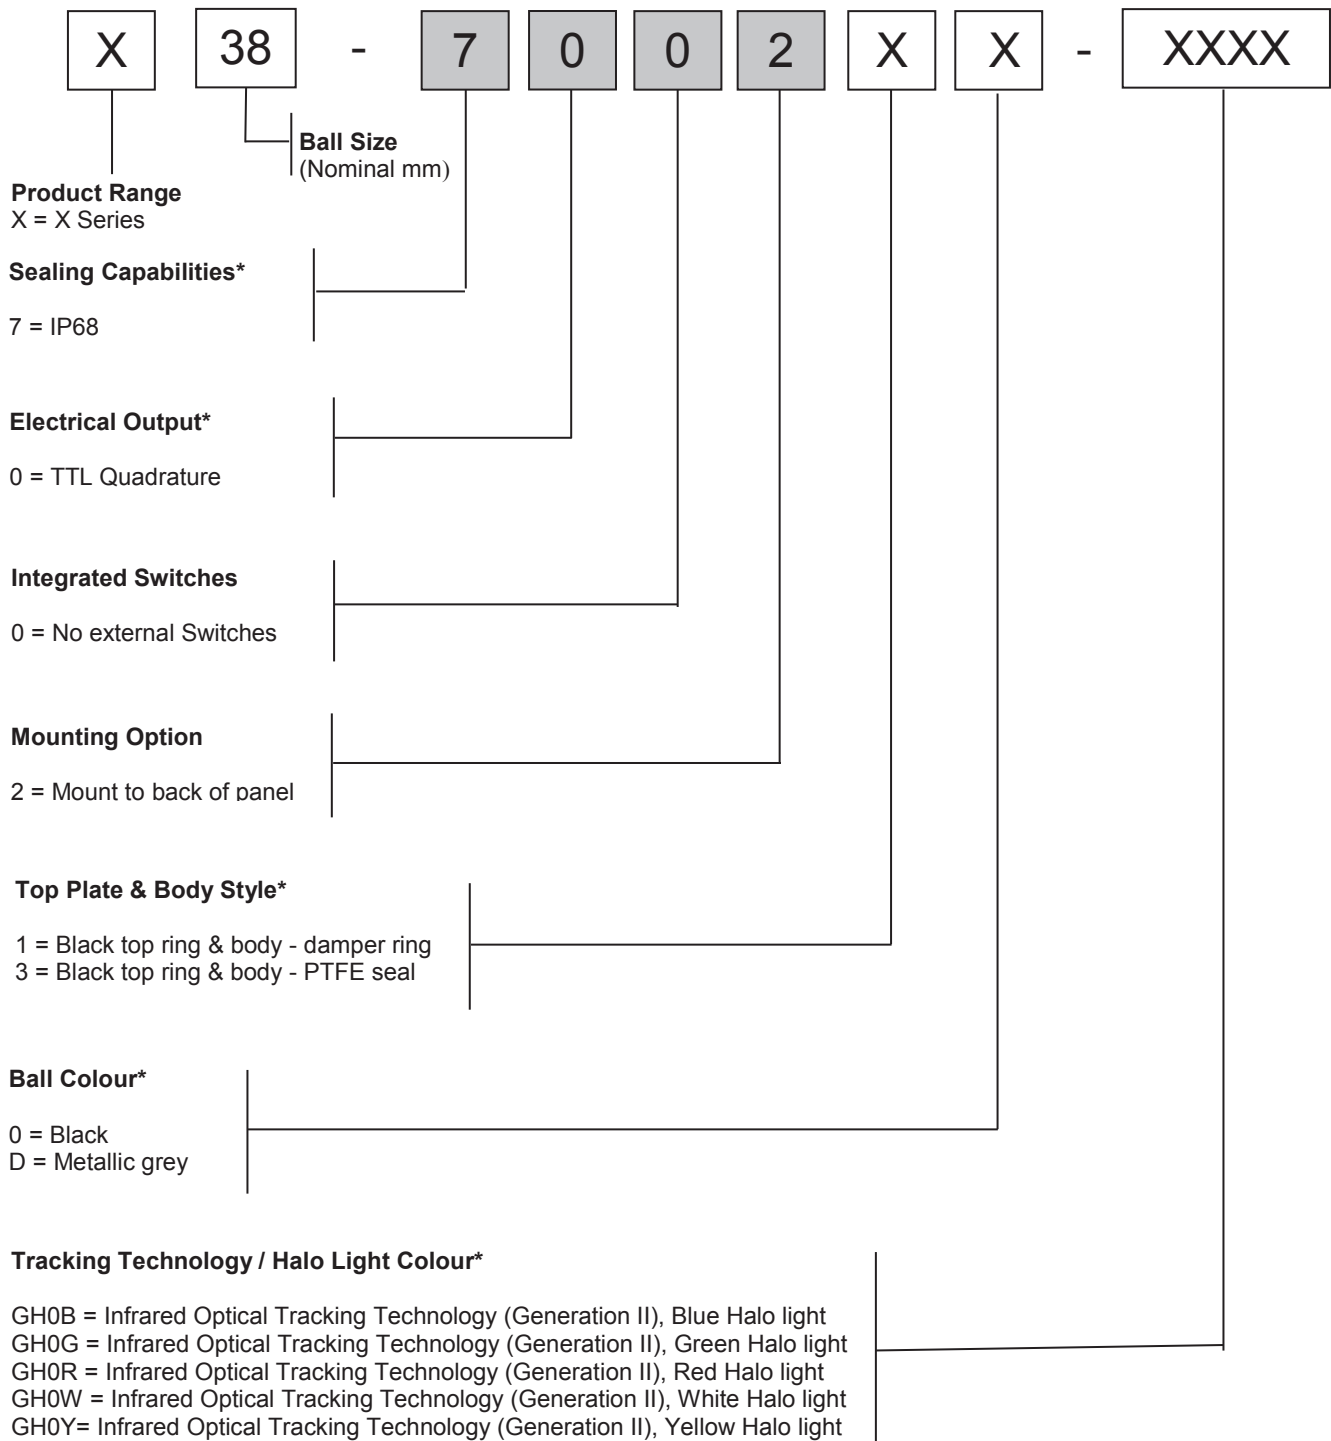 X 38 - 7 0 0 2 X X - XXXX
Ball Size
(Nominal mm)
Product Range
X = X Series
Sealing Capabilities*
7 = IP68
Electrical Output*
0 = TTL Quadrature
Integrated Switches
0 = No external Switches
Mounting Option
2 = Mount to back of panel
Top Plate & Body Style*
1 = Black top ring & body - damper ring
3 = Black top ring & body - PTFE seal
Ball Colour*
0 = Black
D = Metallic grey
Tracking Technology / Halo Light Colour*
GH0B = Infrared Optical Tracking Technology (Generation II), Blue Halo light
GH0G = Infrared Optical Tracking Technology (Generation II), Green Halo light
GH0R = Infrared Optical Tracking Technology (Generation II), Red Halo light
GH0W = Infrared Optical Tracking Technology (Generation II), White Halo light
GH0Y= Infrared Optical Tracking Technology (Generation II), Yellow Halo light